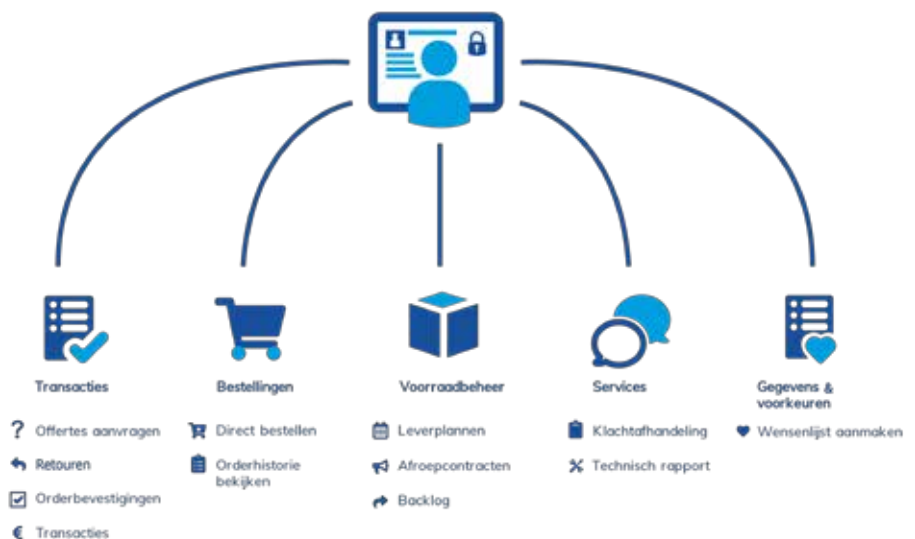 Transacties
? Offertes aanvragen
Retouren
Orderbevestigingen
€ Transacties
Bestellingen
Direct bestellen
Orderhistorie
bekijken
Voorraadbeheer
Leverplannen
Afroepcontracten
Backlog
Services
Klachtafhandeling
Technisch rapport
Gegevens &
voorkeuren
Wensenlijst aanmaken